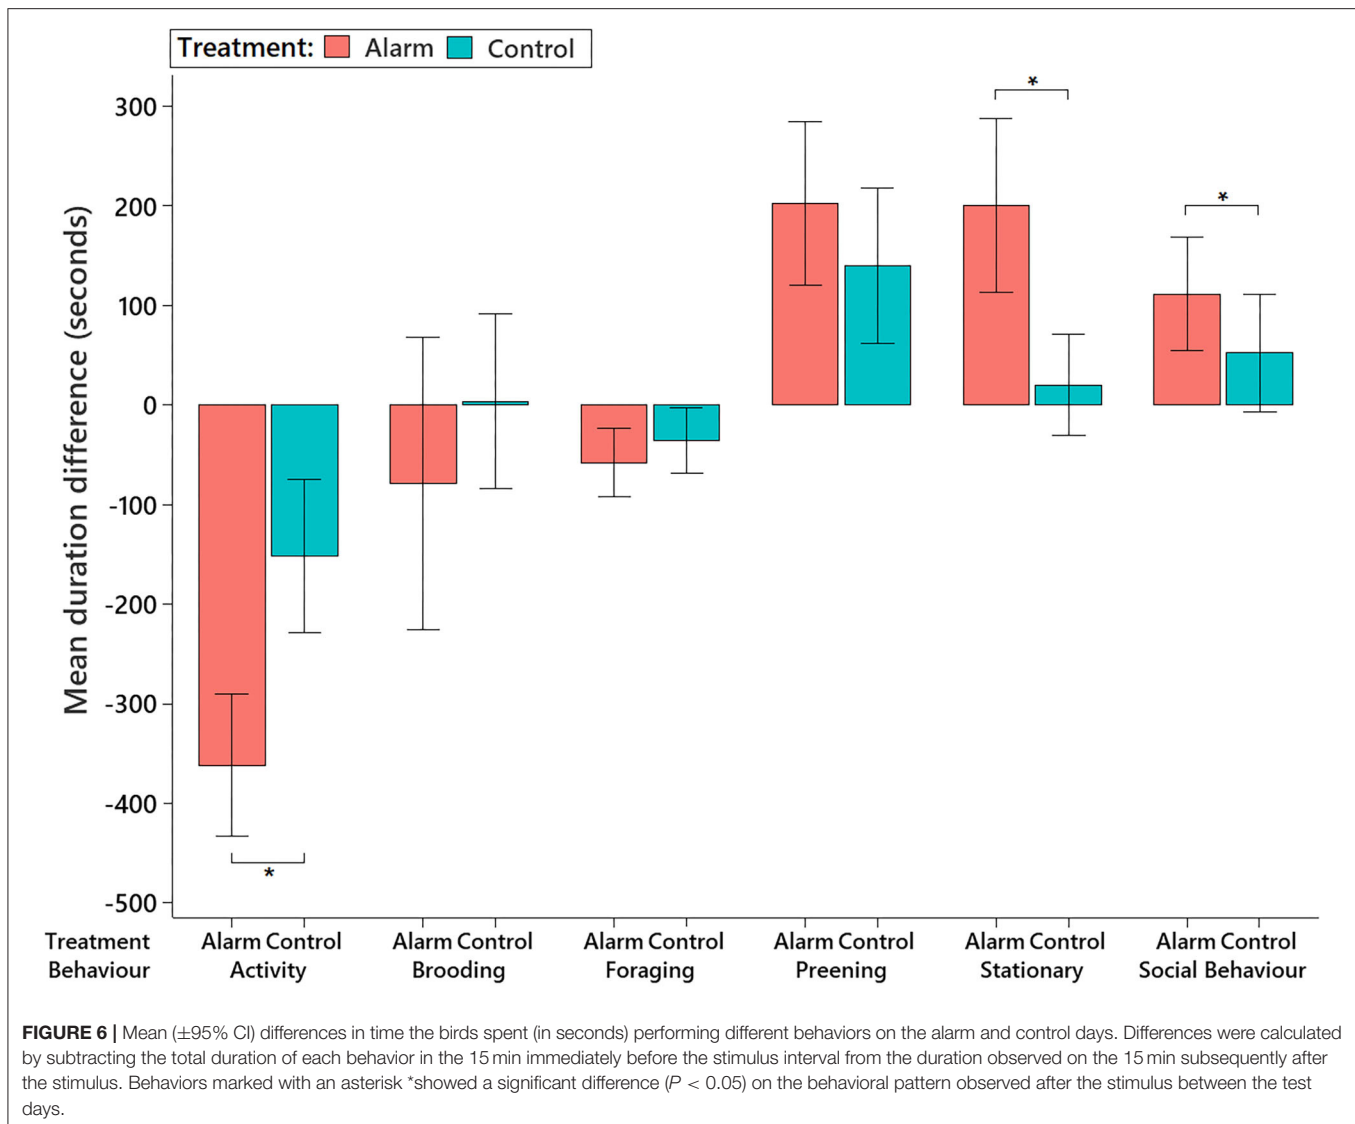 Treatment: Alarm Control
* 
*
300
200
100
0
-100
-200
-300
-400
-500
*
Mean duration difference (seconds)
Treatment Alarm Control Alarm Control Alarm Control Alarm Control Alarm Control Alarm Control
Behaviour Activity Brooding Foraging Preening Stationary Social Behaviour
FIGURE 6 | Mean (±95% CI) differences in time the birds spent (in seconds) performing different behaviors on the alarm and control days. Differences were calculated
by subtracting the total duration of each behavior in the 15 min immediately before the stimulus interval from the duration observed on the 15 min subsequently after
the stimulus. Behaviors marked with an asterisk *showed a significant difference (P < 0.05) on the behavioral pattern observed after the stimulus between the test
days.